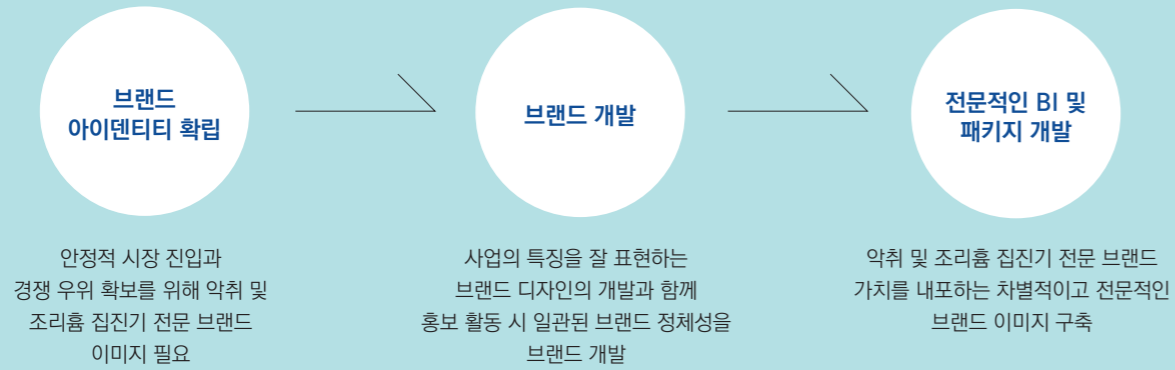 브랜드
아이덴티티 확립
브랜드 개발
전문적인 BI 및
패키지 개발
안정적 시장 진입과
경쟁 우위 확보를 위해 악취 및
조리흄 집진기 전문 브랜드
이미지 필요
사업의 특징을 잘 표현하는
브랜드 디자인의 개발과 함께
홍보 활동 시 일관된 브랜드 정체성을
브랜드 개발
악취 및 조리흄 집진기 전문 브랜드
가치를 내포하는 차별적이고 전문적인
브랜드 이미지 구축